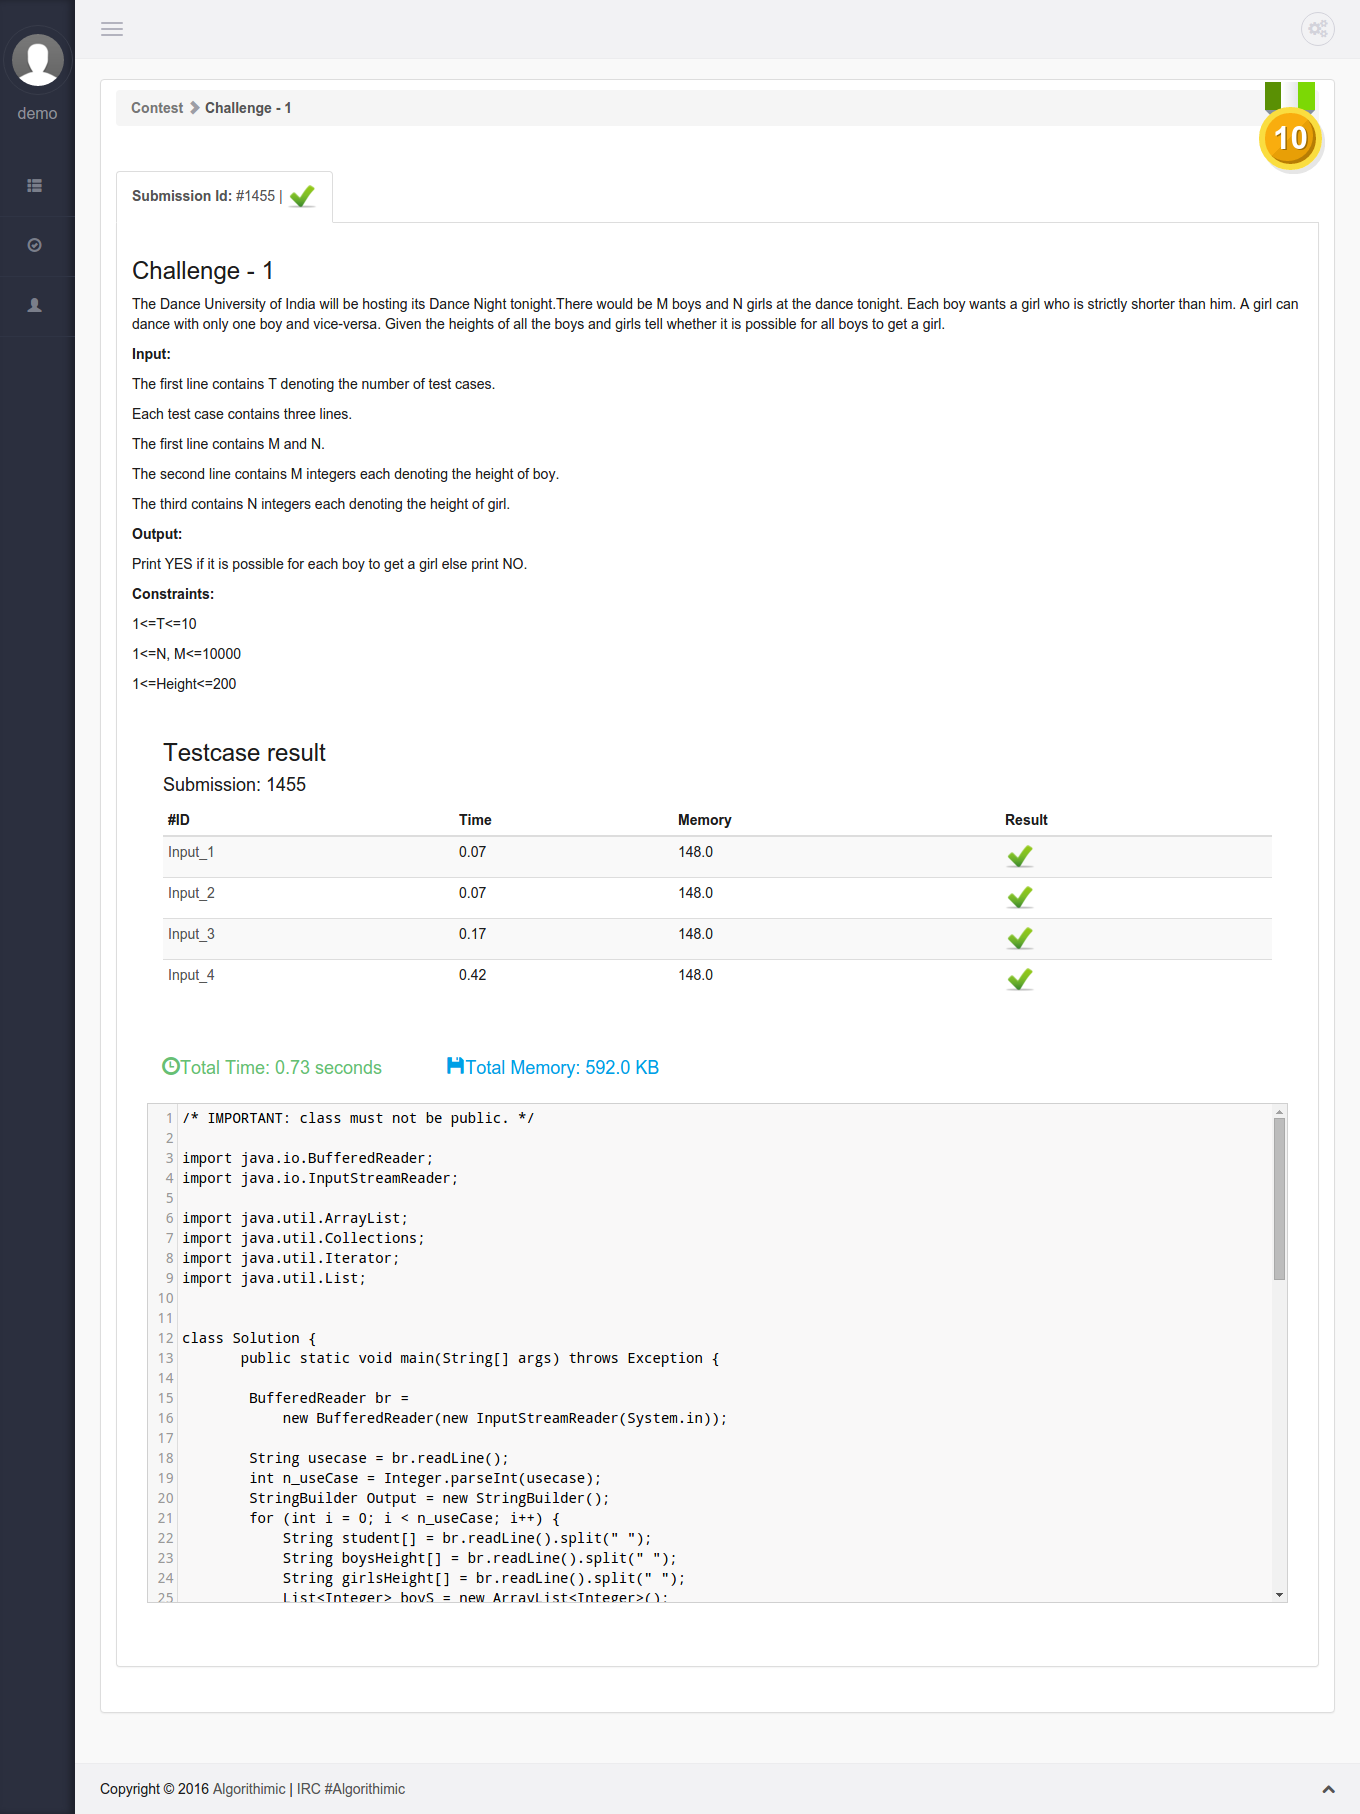 demo
Contest Challenge - 1
10
Submission Id: #1455 |
Challenge - 1
The Dance University of India will be hosting its Dance Night tonight.There would be M boys and N girls at the dance tonight. Each boy wants a girl who is strictly shorter than him. A girl can
dance with only one boy and vice-versa. Given the heights of all the boys and girls tell whether it is possible for all boys to get a girl.
Input:
The first line contains T denoting the number of test cases.
Each test case contains three lines.
The first line contains M and N.
The second line contains M integers each denoting the height of boy.
The third contains N integers each denoting the height of girl.
Output:
Print YES if it is possible for each boy to get a girl else print NO.
Constraints:
1<=T<=10
1<=N, M<=10000
1<=Height<=200
Testcase result
Submission: 1455
#ID Time Memory Result
Input_1 0.07 148.0
Input_2 0.07 148.0
Input_3 0.17 148.0
Input_4 0.42 148.0
Total Time: 0.73 seconds Total Memory: 592.0 KB
1 /* IMPORTANT: class must not be public. */
2
3 import java.io.BufferedReader;
4 import java.io.InputStreamReader;
5
6 import java.util.ArrayList;
7 import java.util.Collections;
8 import java.util.Iterator;
9 import java.util.List;
10
11
12 class Solution {
13 public static void main(String[] args) throws Exception {
14
15 BufferedReader br =
16 new BufferedReader(new InputStreamReader(System.in));
17
18 String usecase = br.readLine();
19 int n_useCase = Integer.parseInt(usecase);
20 StringBuilder Output = new StringBuilder();
21 for (int i = 0; i < n_useCase; i++) {
22 String student[] = br.readLine().split(" ");
23 String boysHeight[] = br.readLine().split(" ");
24 String girlsHeight[] = br.readLine().split(" ");
25 List<Integer> boyS = new ArrayList<Integer>();
Copyright © 2016 Algorithimic | IRC #Algorithimic